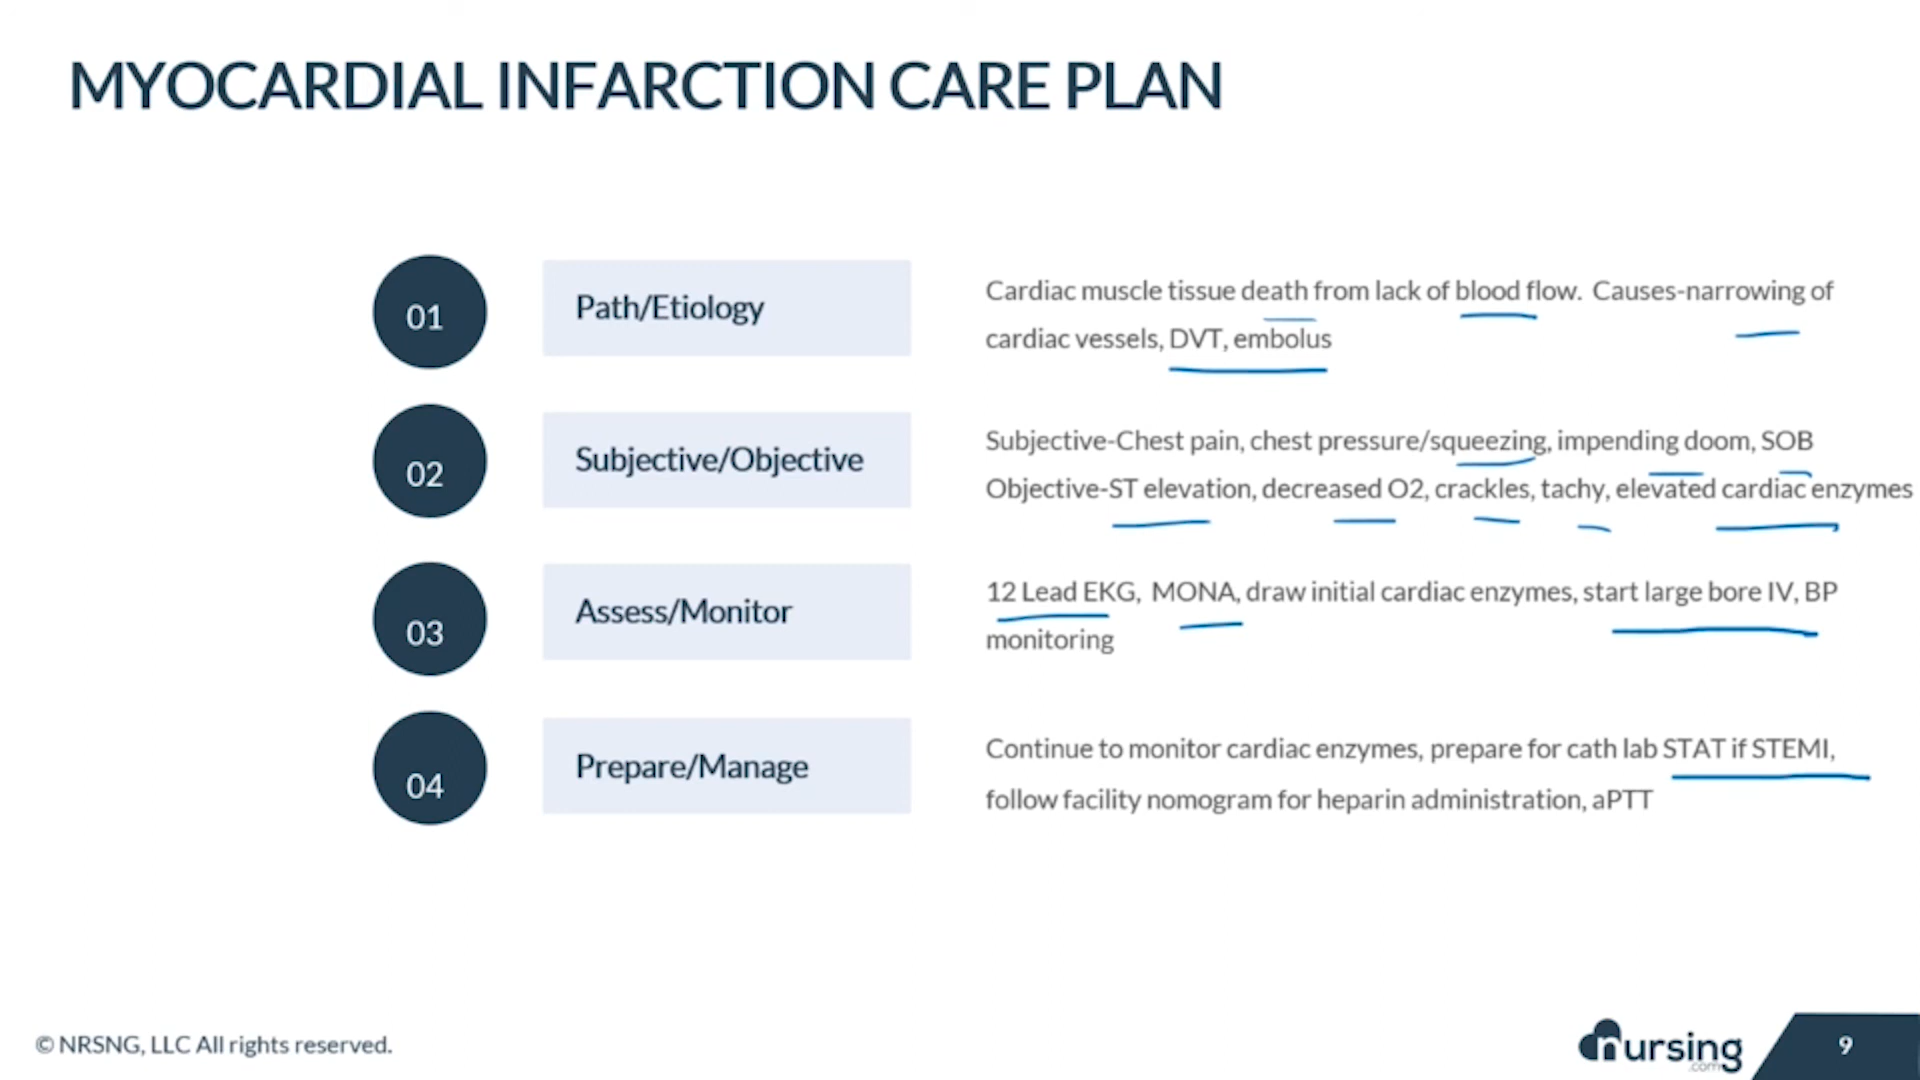 MYOCARDIAL INFARCTION CARE PLAN
01
Path/Etiology
Cardiac muscle tissue death from lack of blood flow. Causes-narrowing of
cardiac vessels, DVT, embolus
02
Subjective/Objective
Subjective-Chest pain, chest pressure/squeezing, impending doom, SOB
Objective-ST elevation, decreased O2, crackles, tachy, elevated cardiac enzymes
03
Assess/Monitor
12 Lead EKG, MONA, draw initial cardiac enzymes, start large bore IV, BP
monitoring
04
Prepare/Manage
Continue to monitor cardiac enzymes, prepare for cath lab STAT if STEMI,
follow facility nomogram for heparin administration, aPTT
© NRSNG, LLC All rights reserved.
nursing
.com
9